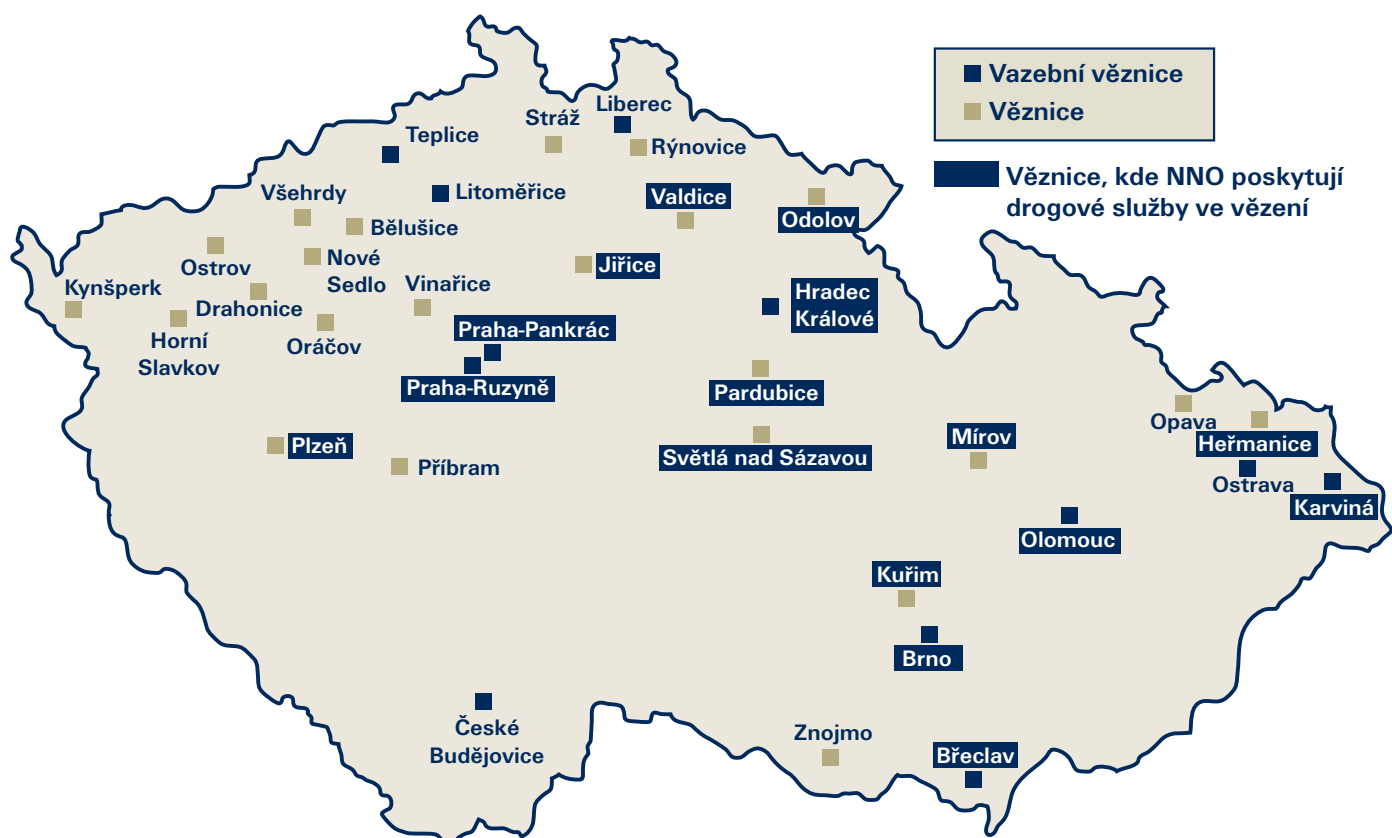 Vazební věznice
Věznice
Věznice, kde NNO poskytují
drogové služby ve vězení
Liberec
Stráž
Teplice
Rýnovice
Všehrdy
Litoměřice
Valdice
Odolov
Bělušice
Ostrov
Nové
Sedlo
Jiřice
Kynšperk
Drahonice
Vinařice
Hradec
Králové
Horní
Slavkov
Oráčov
Praha-Pankrác
Praha-Ruzyně
Pardubice
Opava
Plzeň
Příbram
Světlá nad Sázavou
Mírov
Heřmanice
Ostrava
Karviná
Olomouc
Kuřim
Brno
České
Budějovice
Znojmo
Břeclav